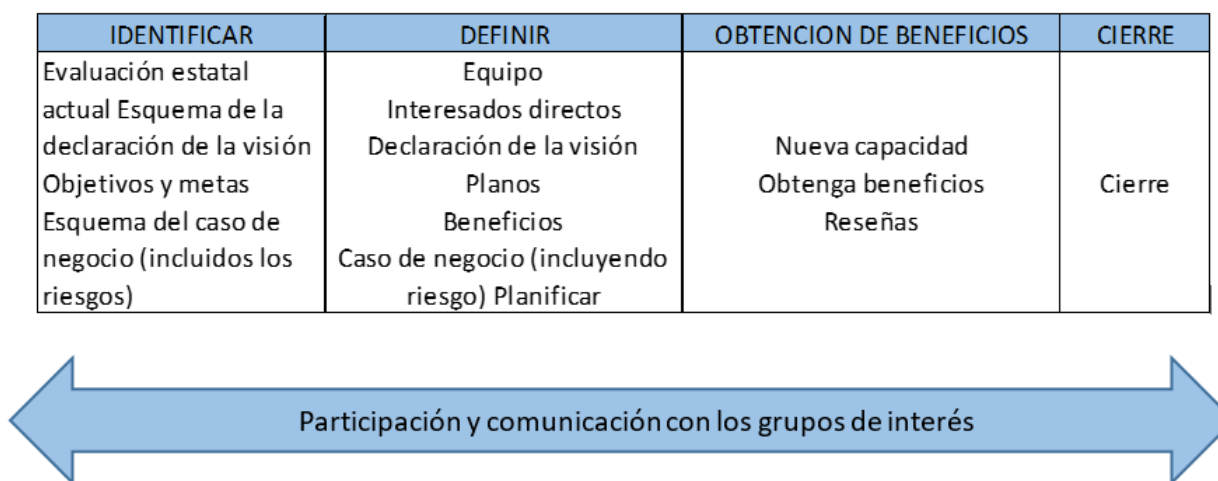 IDENTIFICAR
DEFINIR
OBTENCION DE BENEFICIOS
CIERRE
Evaluación estatal
actual Esquema de la
declaración de la visión
Objetivos y metas
Esquema del caso de
negocio (incluidos los
riesgos)
Equipo
Interesados directos
Declaración de la visión
Planos
Beneficios
Caso de negocio (incluyendo
riesgo) Planificar
Nueva capacidad
Obtenga beneficios
Reseñas
Cierre
Participación y comunicación con los grupos de interés